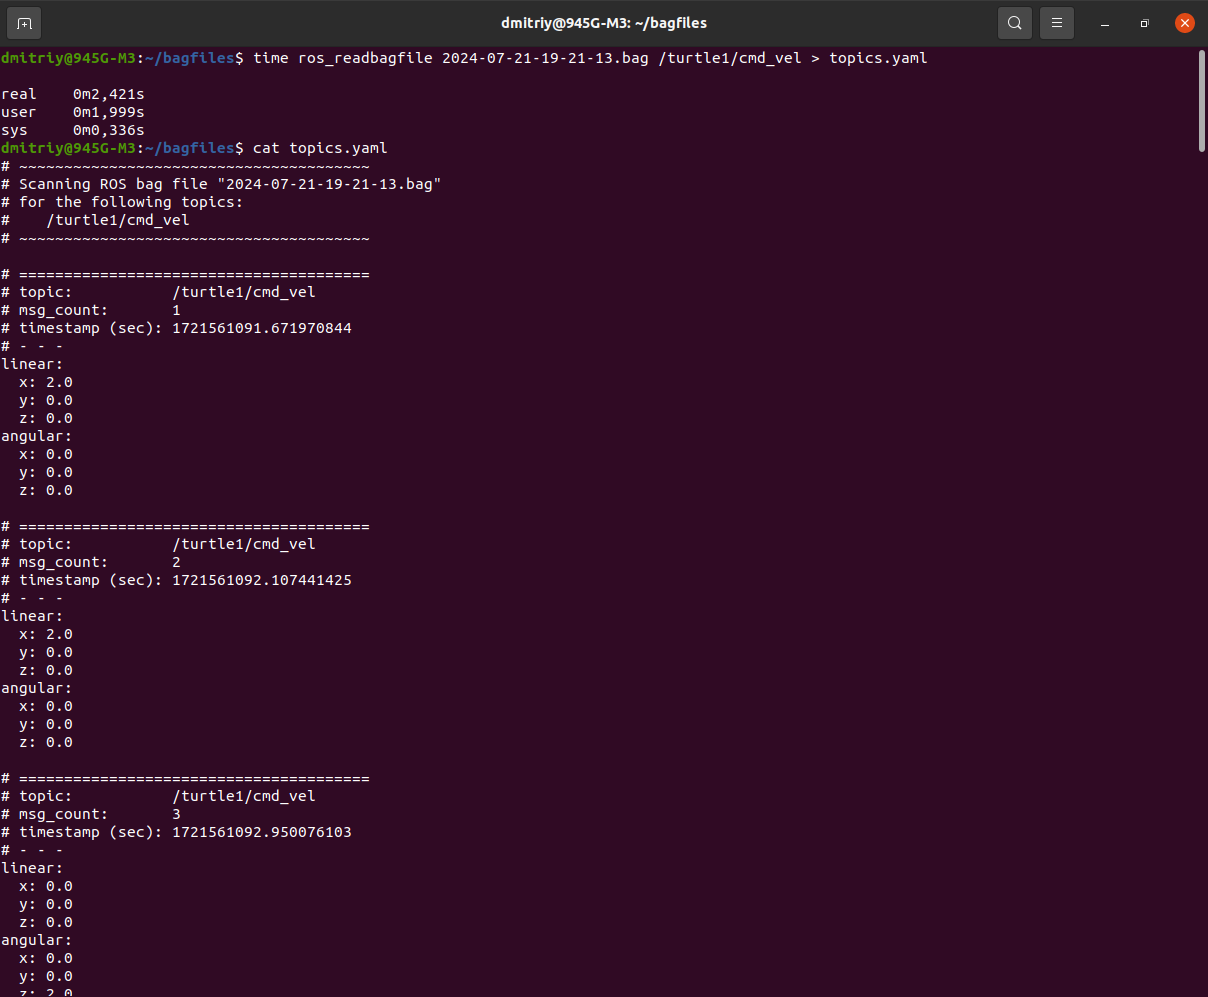 dmitriy@945G-M3: ~/bagfiles
dmitriy@945G-M3:~/bagfiles$ time ros_readbagfile 2024-07-21-19-21-13.bag /turtle1/cmd_vel > topics.yaml

real    0m2,421s
user    0m1,999s
sys     0m0,336s
dmitriy@945G-M3:~/bagfiles$ cat topics.yaml
# ~~~~~~~~~~~~~~~~~~~~~~~~~~~~~~~~~~~~~~~
# Scanning ROS bag file "2024-07-21-19-21-13.bag"
# for the following topics:
#    /turtle1/cmd_vel
# ~~~~~~~~~~~~~~~~~~~~~~~~~~~~~~~~~~~~~~~

# =======================================
# topic:           /turtle1/cmd_vel
# msg_count:       1
# timestamp (sec): 1721561091.671970844
# - - -
linear:
  x: 2.0
  y: 0.0
  z: 0.0
angular:
  x: 0.0
  y: 0.0
  z: 0.0

# =======================================
# topic:           /turtle1/cmd_vel
# msg_count:       2
# timestamp (sec): 1721561092.107441425
# - - -
linear:
  x: 2.0
  y: 0.0
  z: 0.0
angular:
  x: 0.0
  y: 0.0
  z: 0.0

# =======================================
# topic:           /turtle1/cmd_vel
# msg_count:       3
# timestamp (sec): 1721561092.950076103
# - - -
linear:
  x: 0.0
  y: 0.0
  z: 0.0
angular:
  x: 0.0
  y: 0.0
  z: 2.0